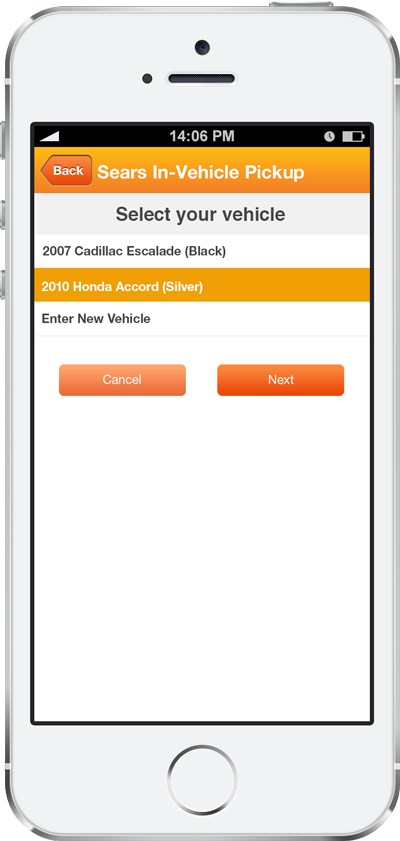 14:06 PM
Back
Sears In-Vehicle Pickup
Select your vehicle
2007 Cadillac Escalade (Black)
2010 Honda Accord (Silver)
Enter New Vehicle
Cancel
Next